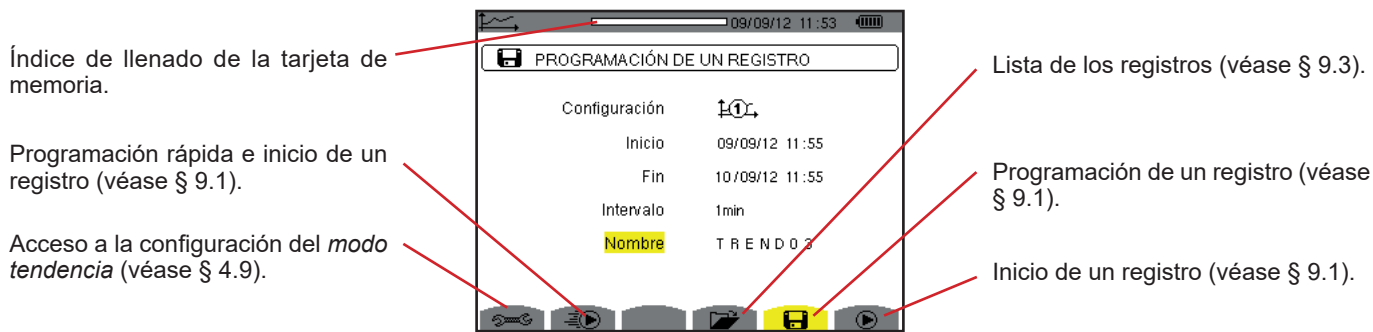 09/09/12 11:53
PROGRAMACIÓN DE UN REGISTRO
Configuración
1
Inicio 09/09/12 11:55
Fin 10/09/12 11:55
Intervalo 1min
Nombre TREND03
Índice de llenado de la tarjeta de
memoria.
Programación rápida e inicio de un
registro (véase § 9.1).
Acceso a la configuración del modo
tendencia (véase § 4.9).
Lista de los registros (véase § 9.3).
Programación de un registro (véase
§ 9.1).
Inicio de un registro (véase § 9.1).